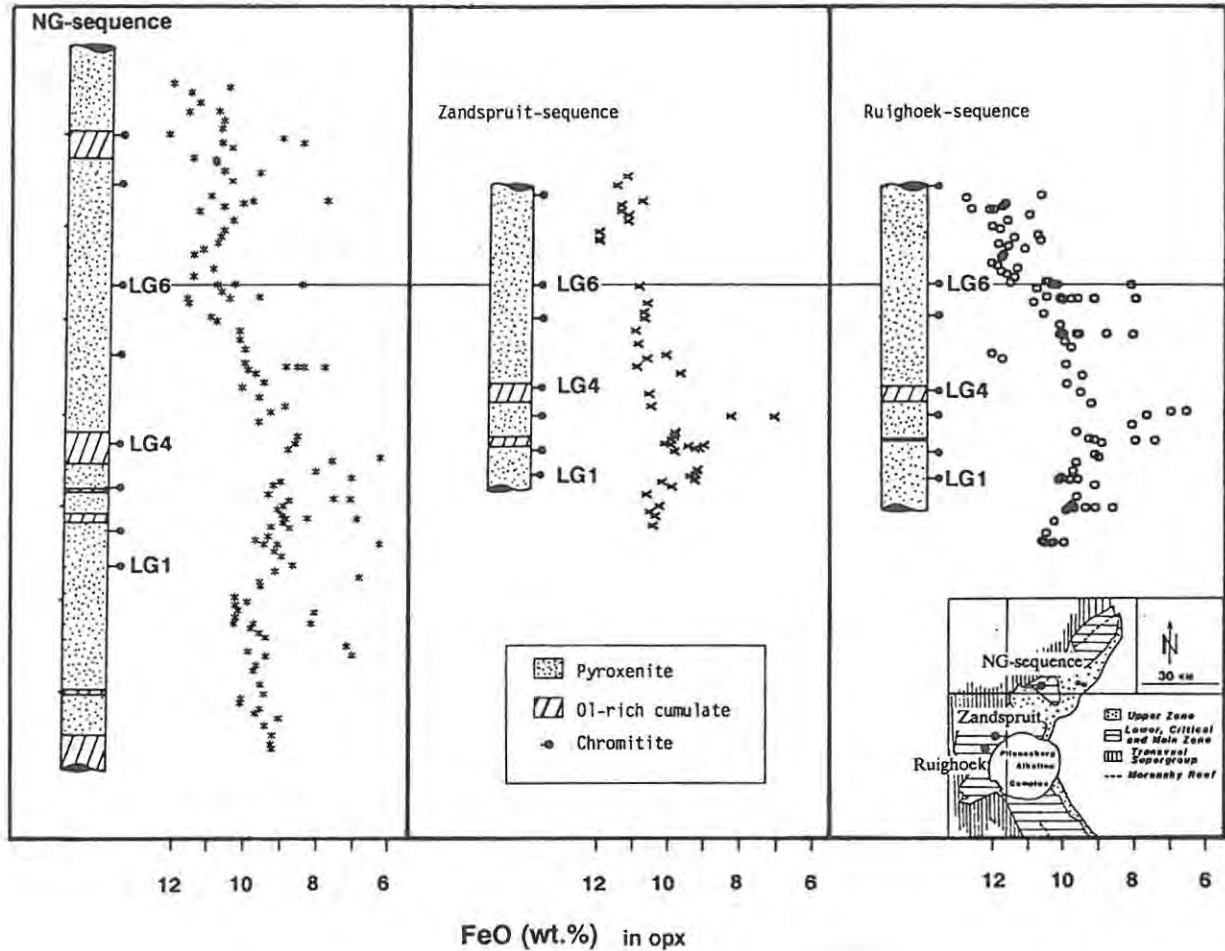 NG-sequence
LG6
LG4
LG1
Zandspruit-sequence
LG6
LG4
LG1
Ruighoek-sequence
LG6
LG4
LG1
Pyroxenite
Ol-rich cumulate
Chromitite
N
30 KM
NG-sequence
Zandspruit
Ruighoek
Pilanesberg
Alkaline
Complex
Upper Zone
Lower, Critical
and Main Zone
Transvaal
Supergroup
Merensky Reef
12 10 8 6
12 10 8 6
12 10 8 6
FeO (wt.%) in opx